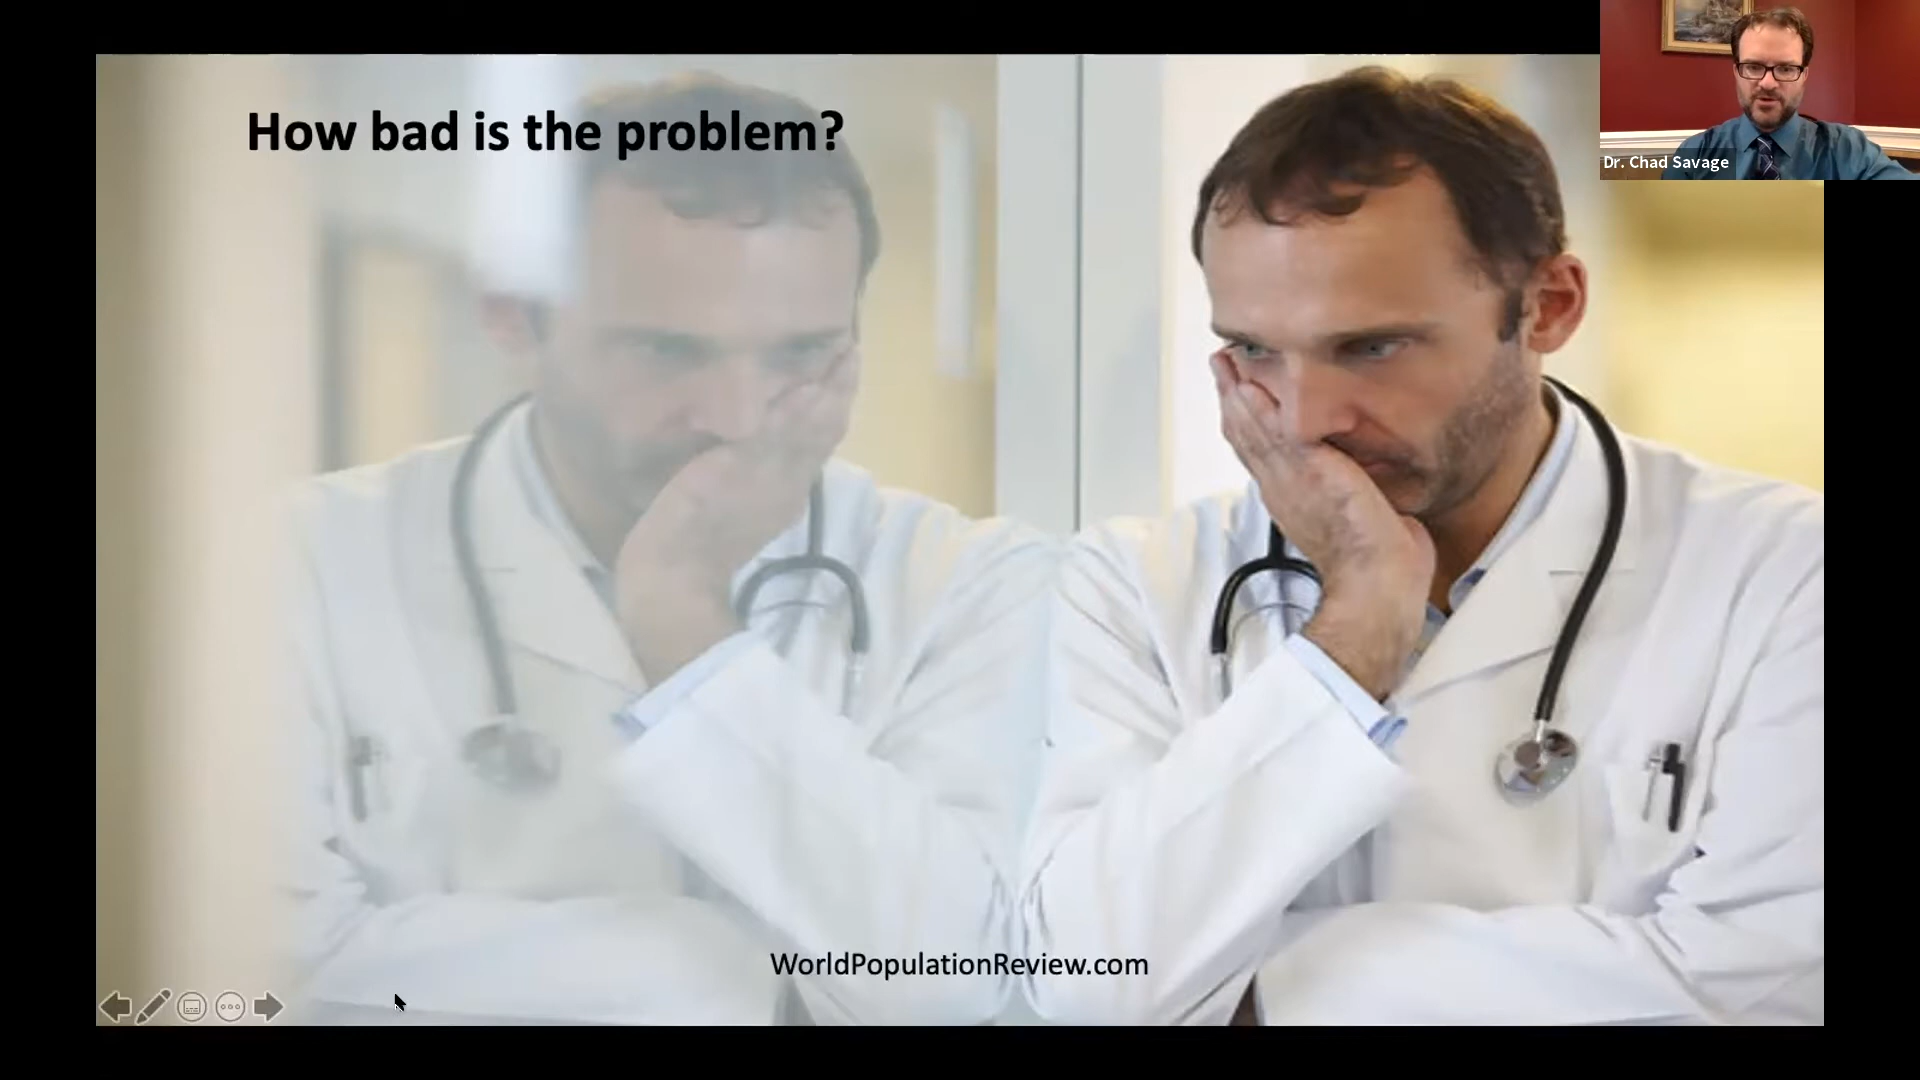 How bad is the problem?
Dr. Chad Savage
WorldPopulationReview.com